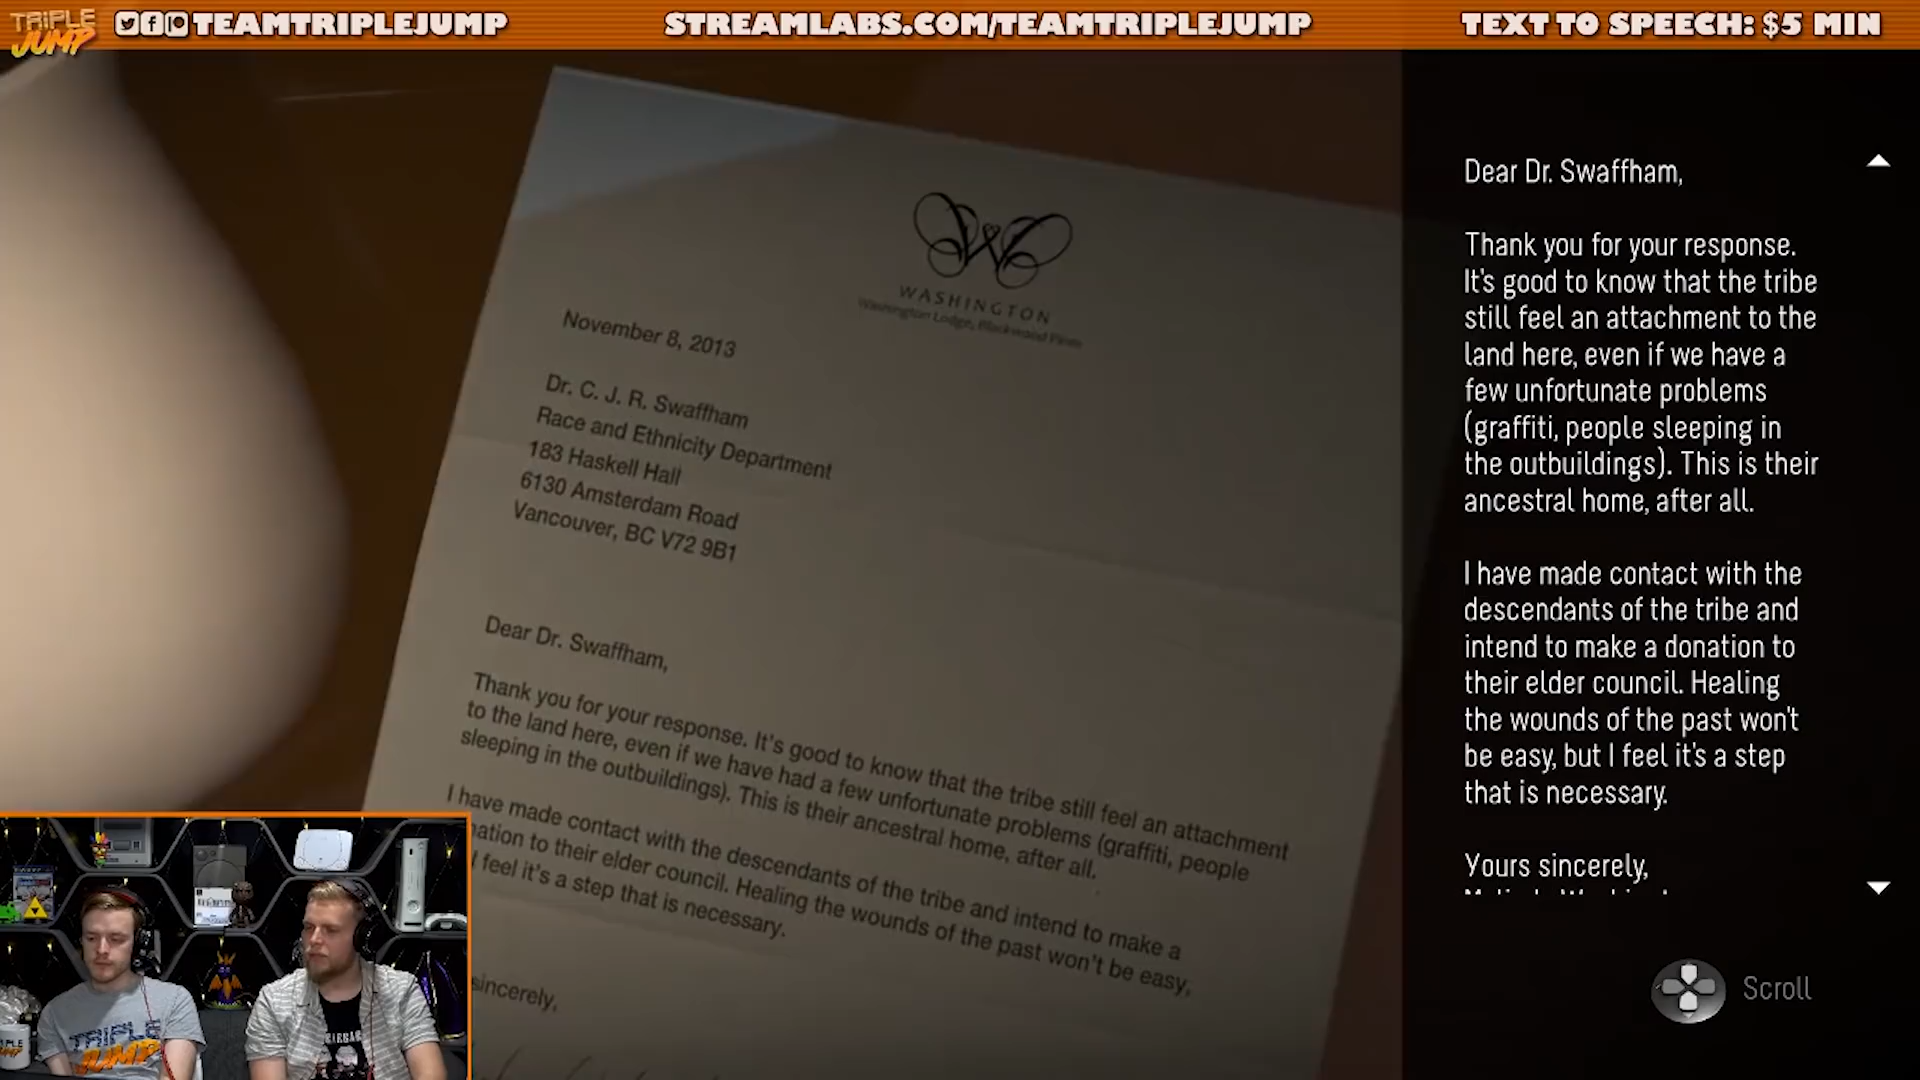 TRIPLE JUMP
TEAMTRIPLEJUMP
STREAMLABS.COM/TEAMTRIPLEJUMP
TEXT TO SPEECH: $5 MIN
W
WASHINGTON
Washington Lodge, Blackwood Pines
November 8, 2013
Dr. C. J. R. Swaffham
Race and Ethnicity Department
183 Haskell Hall
6130 Amsterdam Road
Vancouver, BC V72 9B1
Dear Dr. Swaffham,
Thank you for your response. It's good to know that the tribe still feel an attachment
to the land here, even if we have had a few unfortunate problems (graffiti, people
sleeping in the outbuildings). This is their ancestral home, after all.
I have made contact with the descendants of the tribe and intend to make a
nation to their elder council. Healing the wounds of the past won't be easy,
I feel it's a step that is necessary.
sincerely,
Dear Dr. Swaffham,
Thank you for your response.
It's good to know that the tribe
still feel an attachment to the
land here, even if we have a
few unfortunate problems
(graffiti, people sleeping in
the outbuildings). This is their
ancestral home, after all.
I have made contact with the
descendants of the tribe and
intend to make a donation to
their elder council. Healing
the wounds of the past won't
be easy, but I feel it's a step
that is necessary.
Yours sincerely,
Scroll
TRIPLE
JUMP